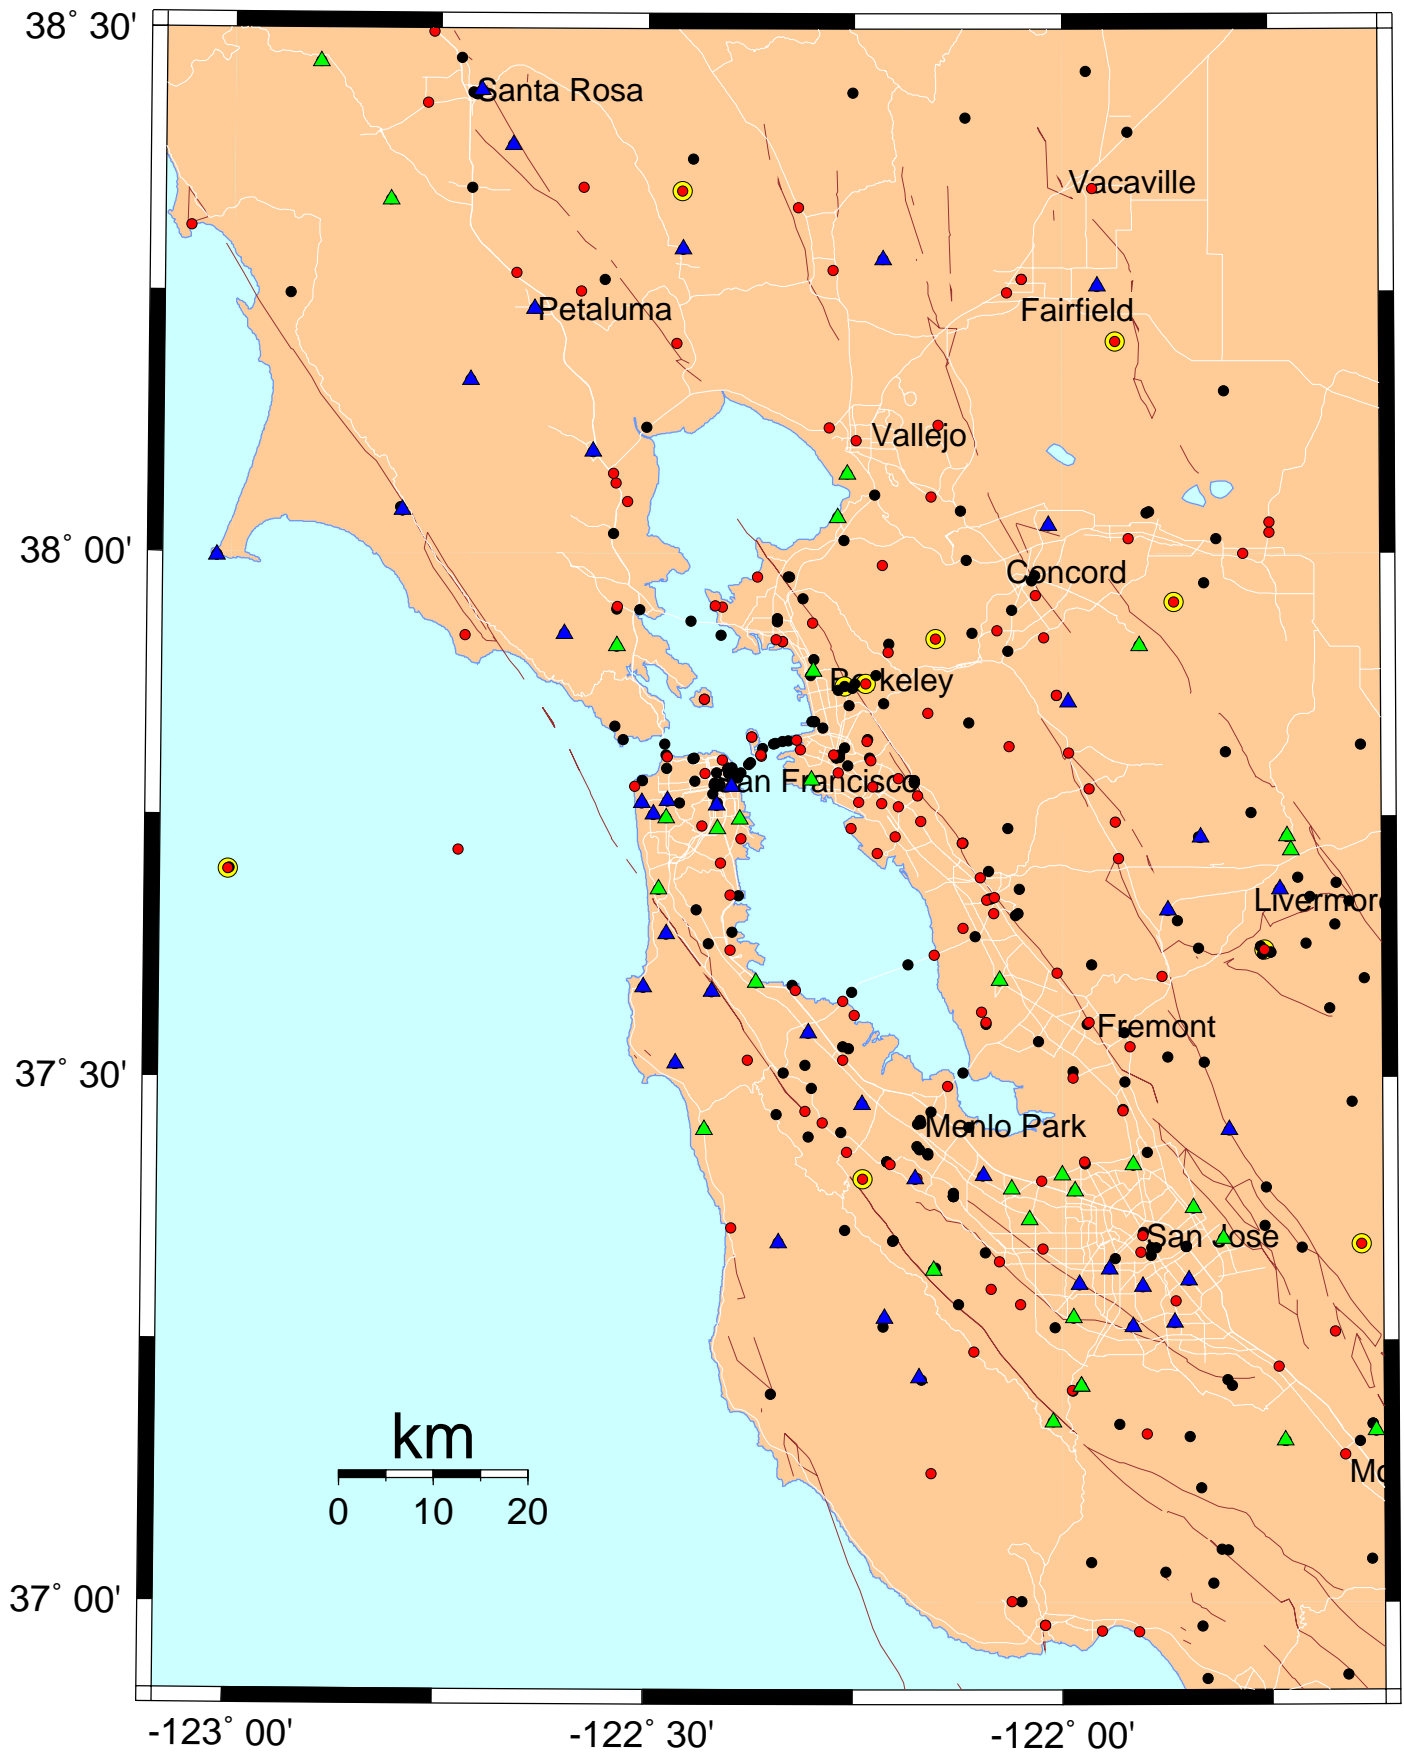 38° 30'
Santa Rosa
Vacaville
Petaluma
Fairfield
Vallejo
38° 00'
Concord
Berkeley
San Francisco
Livermore
Fremont
37° 30'
Menlo Park
San Jose
km
Mo
0 10 20
37° 00'
-123° 00' -122° 30' -122° 00'